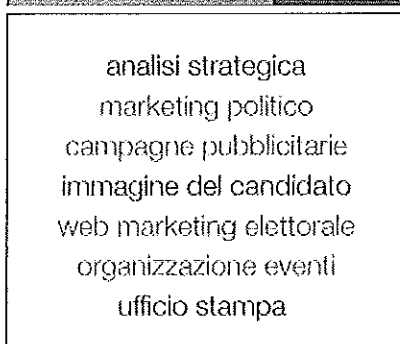 analisi strategica
marketing politico
campagne pubblicitarie
immagine del candidato
web marketing elettorale
organizzazione eventi
ufficio stampa